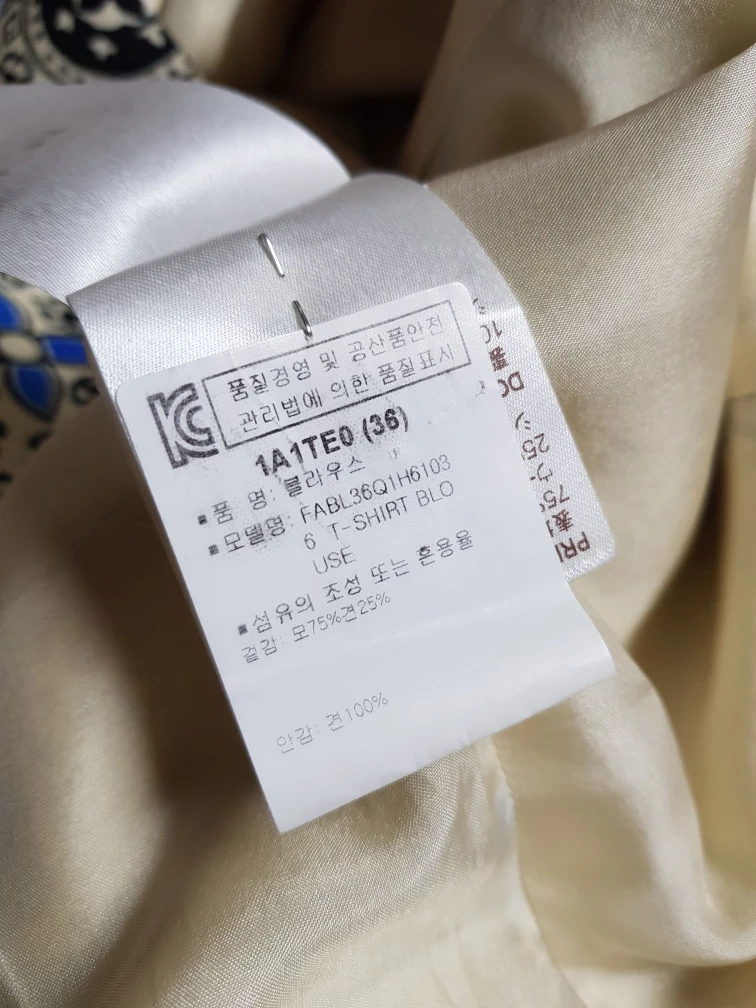 품질경영 및 공산품안전
관리법에 의한 품질표시
1A1TE0 (36)
■품 명: 블라우스
■모델명: FABL36Q1H6103
6 T-SHIRT BLO
USE
■섬유의 조성 또는 혼용율
겉감: 모75%견25%
안감: 견100%
PRI
DO